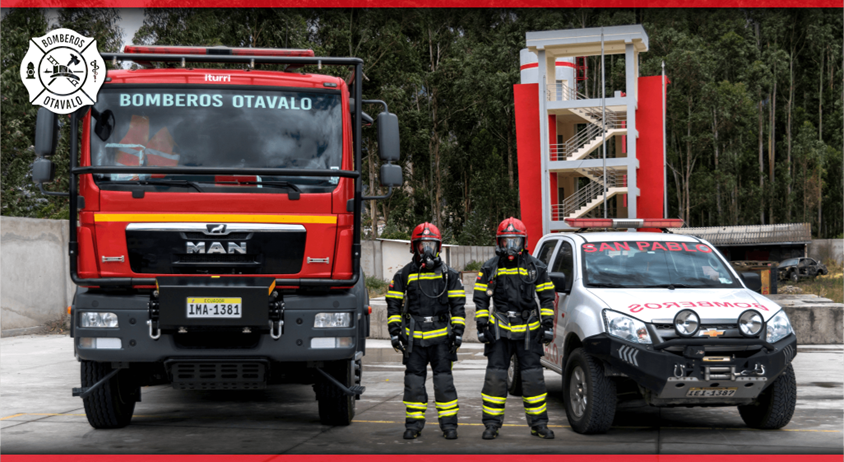 BOMBEROS
OTAVALO
iturri
BOMBEROS OTAVALO
MAN
ECUADOR
IMA-1381
SAN PABLO
BOMBEROS